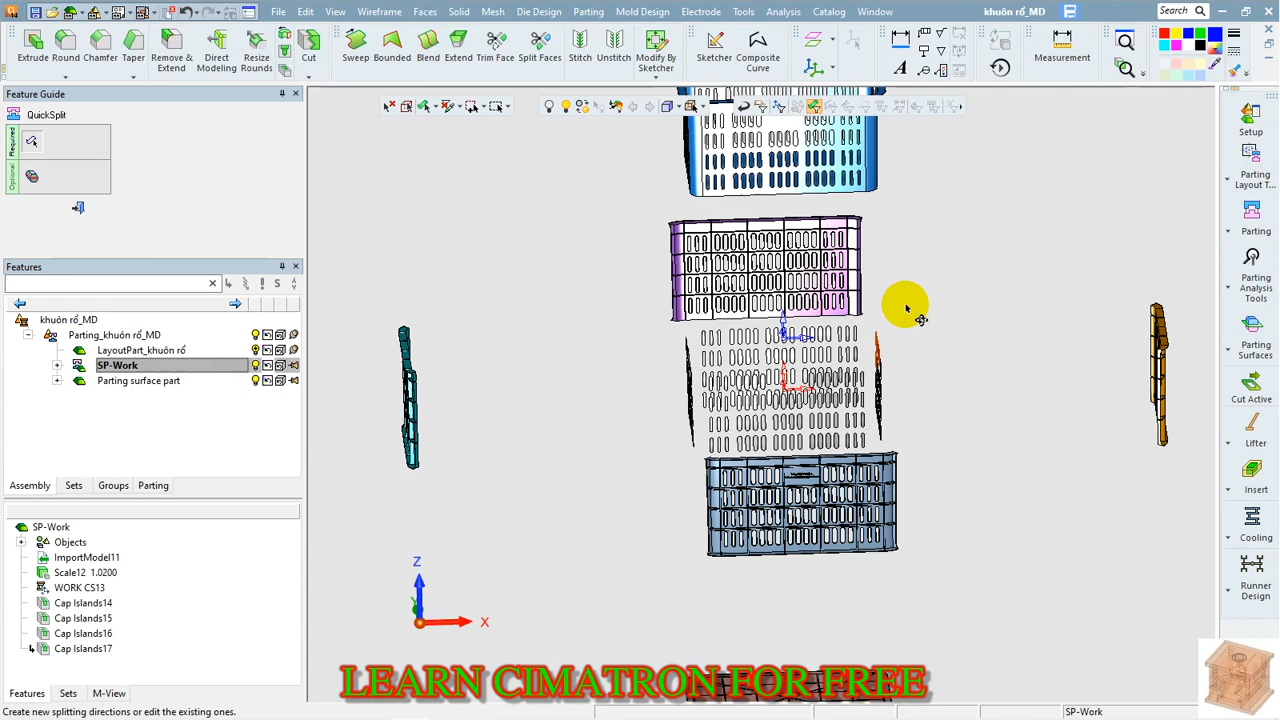 14
File Edit View Wireframe Faces Solid Mesh Die Design Parting Mold Design Electrode Tools Analysis Catalog Window
khuôn rổ_MD
Search
Extrude Round Chamfer Taper Remove & Extend Direct Modeling Resize Rounds Cut Sweep Bounded Blend Extend Trim Face Split Faces Stitch Unstitch Modify By Sketcher Sketcher Composite Curve Measurement
Feature Guide
QuickSplit
Required
Optional
Features
khuôn rổ_MD
Parting_khuôn rổ_MD
LayoutPart_khuôn rổ
SP-Work
Parting surface part
Assembly Sets Groups Parting
SP-Work
Objects
ImportModel11
Scale12 1.0200
WORK CS13
Cap Islands14
Cap Islands15
Cap Islands16
Cap Islands17
Features Sets M-View
Create new splitting directions or edit the existing ones.
Z
X
Setup
Parting Layout T...
Parting
Parting Analysis Tools
Parting Surfaces
Cut Active
Lifter
Insert
Cooling
Runner Design
LEARN CIMATRON FOR FREE
SP-Work